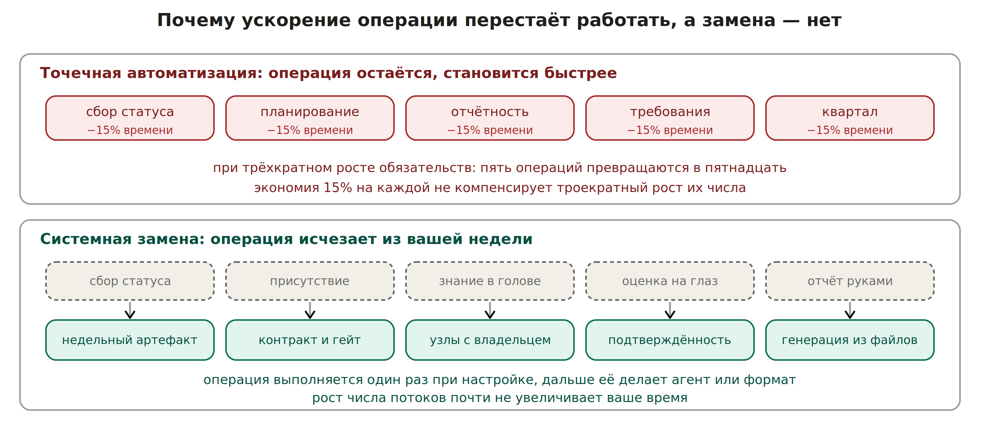 Почему ускорение операции перестаёт работать, а замена — нет
Точечная автоматизация: операция остаётся, становится быстрее
сбор статуса
−15% времени
планирование
−15% времени
отчётность
−15% времени
требования
−15% времени
квартал
−15% времени
при трёхкратном росте обязательств: пять операций превращаются в пятнадцать
экономия 15% на каждой не компенсирует троекратный рост их числа
Системная замена: операция исчезает из вашей недели
сбор статуса
присутствие
знание в голове
оценка на глаз
отчёт руками
недельный артефакт
контракт и гейт
узлы с владельцем
подтверждённость
генерация из файлов
операция выполняется один раз при настройке, дальше её делает агент или формат
рост числа потоков почти не увеличивает ваше время